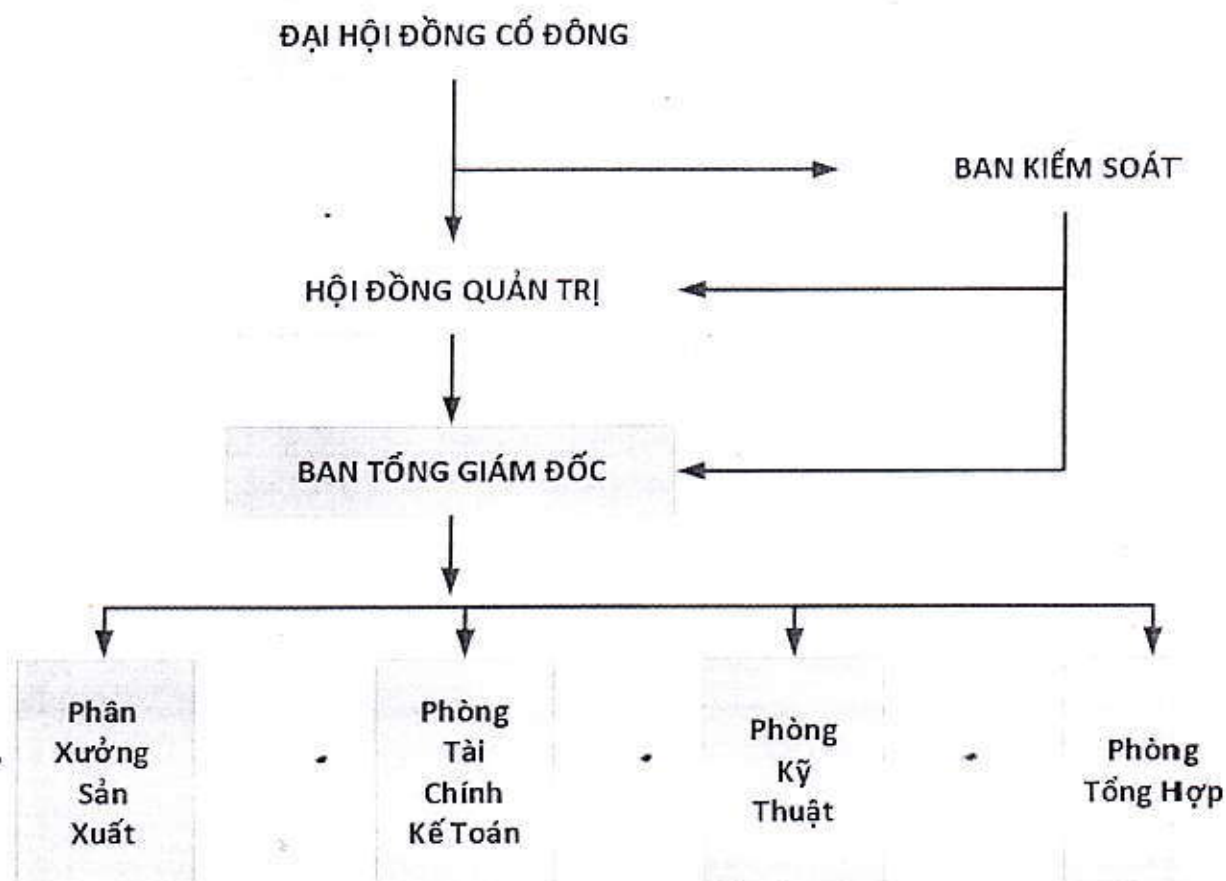 ĐẠI HỘI ĐỒNG CỔ ĐÔNG
BAN KIỂM SOÁT
HỘI ĐỒNG QUẢN TRỊ
BAN TỔNG GIÁM ĐỐC
Phân
Xưởng
Sản
Xuất
Phòng
Tài
Chính
Kế Toán
Phòng
Kỹ
Thuật
Phòng
Tổng Hợp